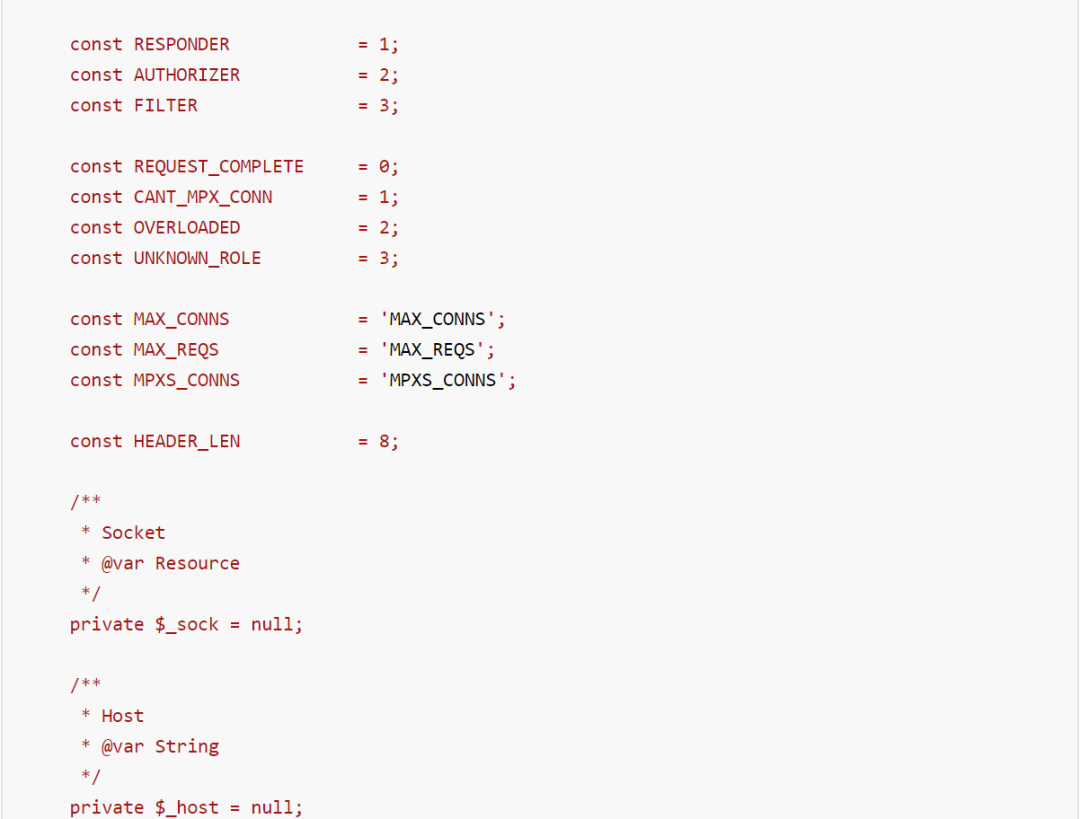 const RESPONDER            = 1;
const AUTHORIZER           = 2;
const FILTER               = 3;
const REQUEST_COMPLETE     = 0;
const CANT_MPX_CONN        = 1;
const OVERLOADED           = 2;
const UNKNOWN_ROLE         = 3;
const MAX_CONNS            = 'MAX_CONNS';
const MAX_REQS             = 'MAX_REQS';
const MPXS_CONNS           = 'MPXS_CONNS';
const HEADER_LEN           = 8;
/**
 * Socket
 * @var Resource
 */
private $_sock = null;
/**
 * Host
 * @var String
 */
private $_host = null;